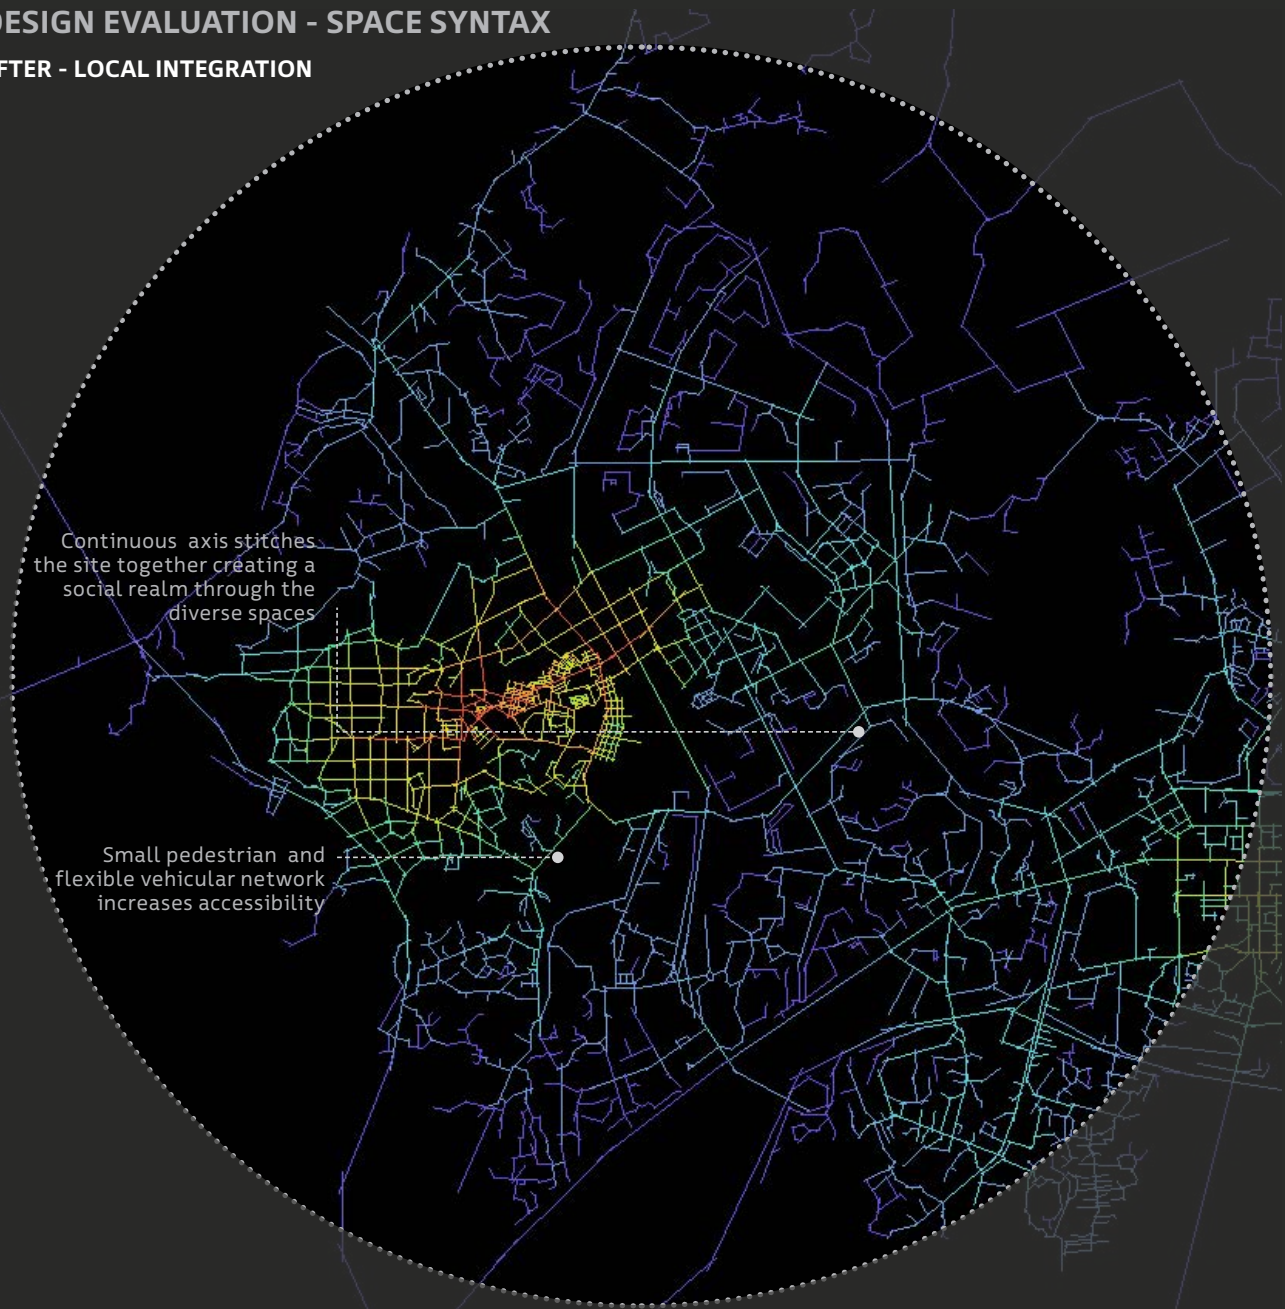 DESIGN EVALUATION - SPACE SYNTAX
FTER - LOCAL INTEGRATION
Continuous axis stitches
the site together creating a
social realm through the
diverse spaces
Small pedestrian and
flexible vehicular network
increases accessibility